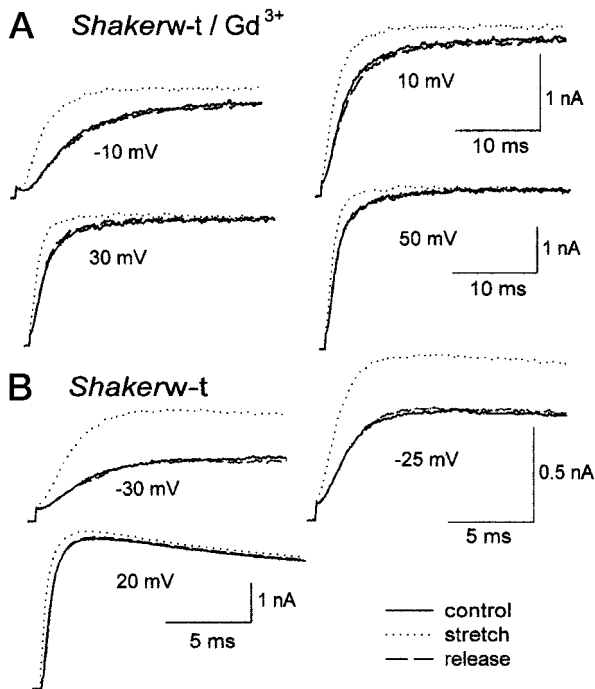 A Shakerw-t / Gd3+
-10 mV
10 mV
1 nA
10 ms
30 mV
50 mV
1 nA
10 ms
B Shakerw-t
-30 mV
-25 mV
0.5 nA
5 ms
20 mV
1 nA
5 ms
control
stretch
release